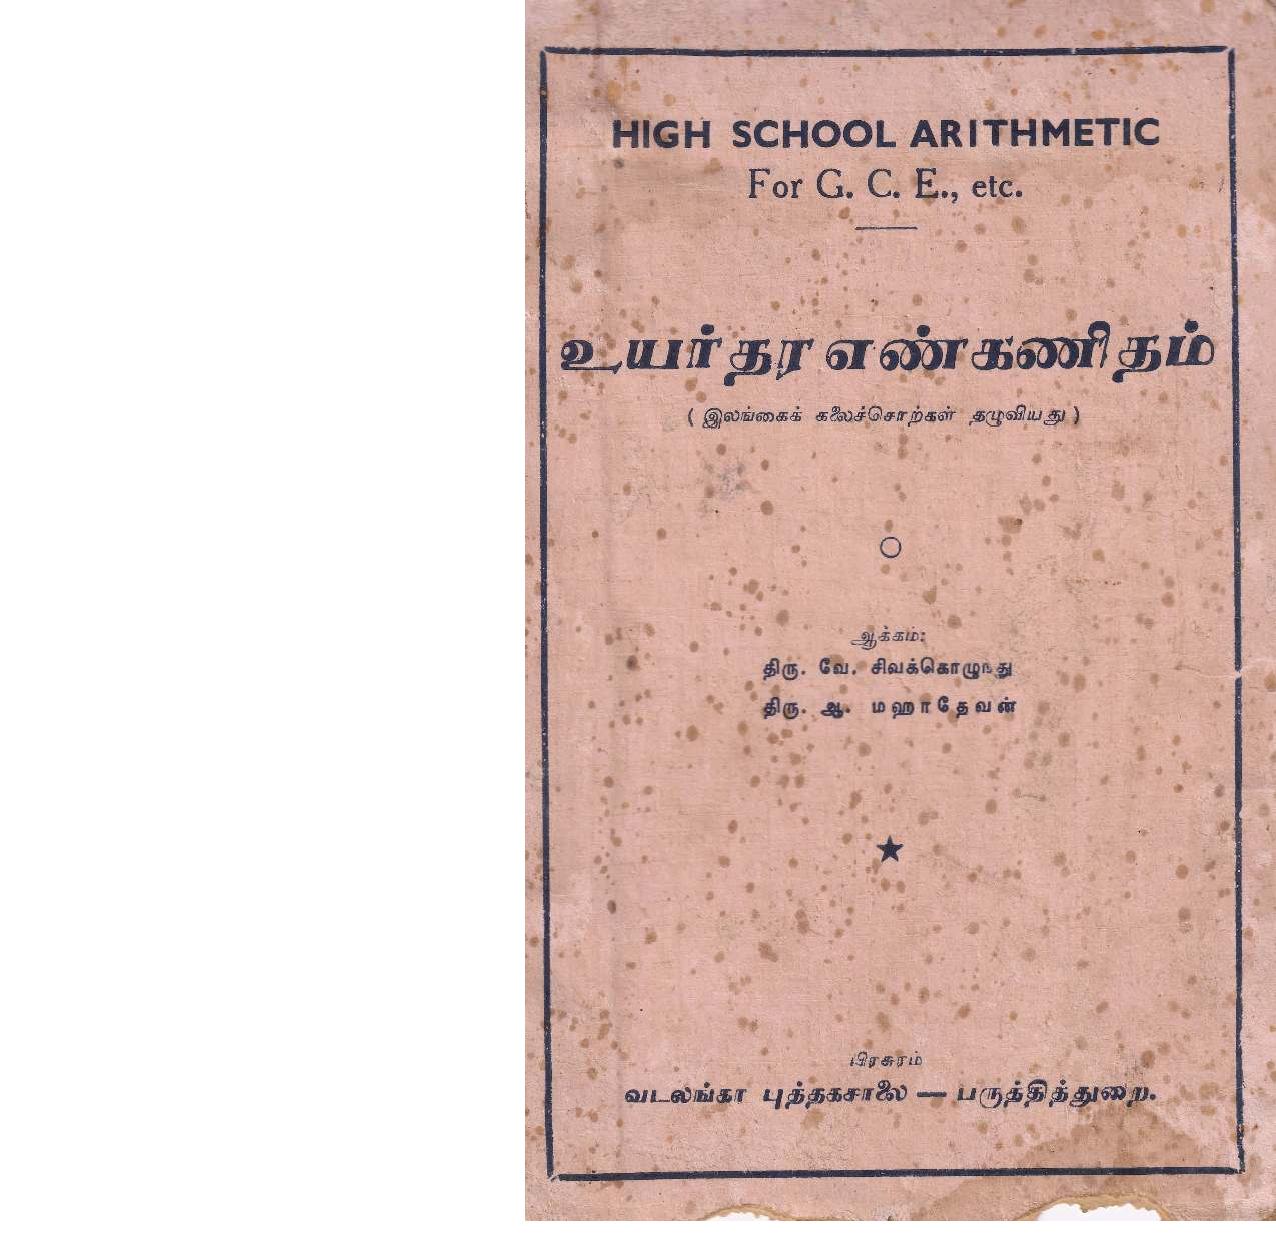 HIGH SCHOOL ARITHMETIC
For G. C. E., etc.
உயர்தர எண்கணிதம்
( இலங்கைக் கலைச்சொற்கள் தழுவியது )
ஆக்கம்:
திரு. வே. சிவக்கொழுந்து
திரு. ஆ. மஹாதேவன்
பிரசுரம்
வடலங்கா புத்தகசாலை — பருத்தித்துறை.